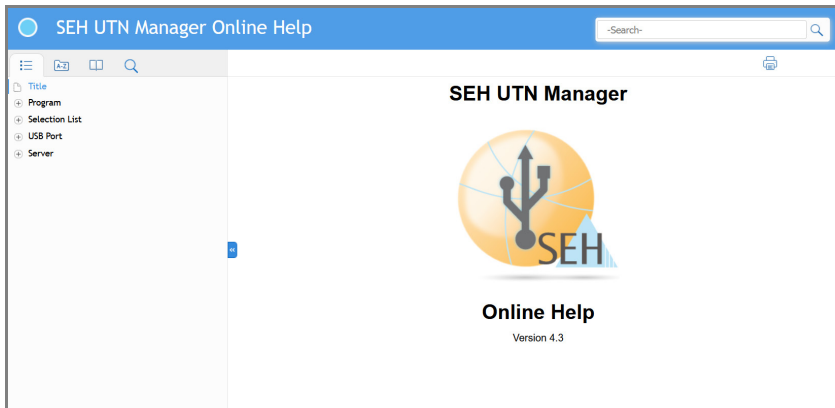 SEH UTN Manager Online Help
-Search-
A-Z
Title
Program
Selection List
USB Port
Server
SEH UTN Manager
SEH
Online Help
Version 4.3